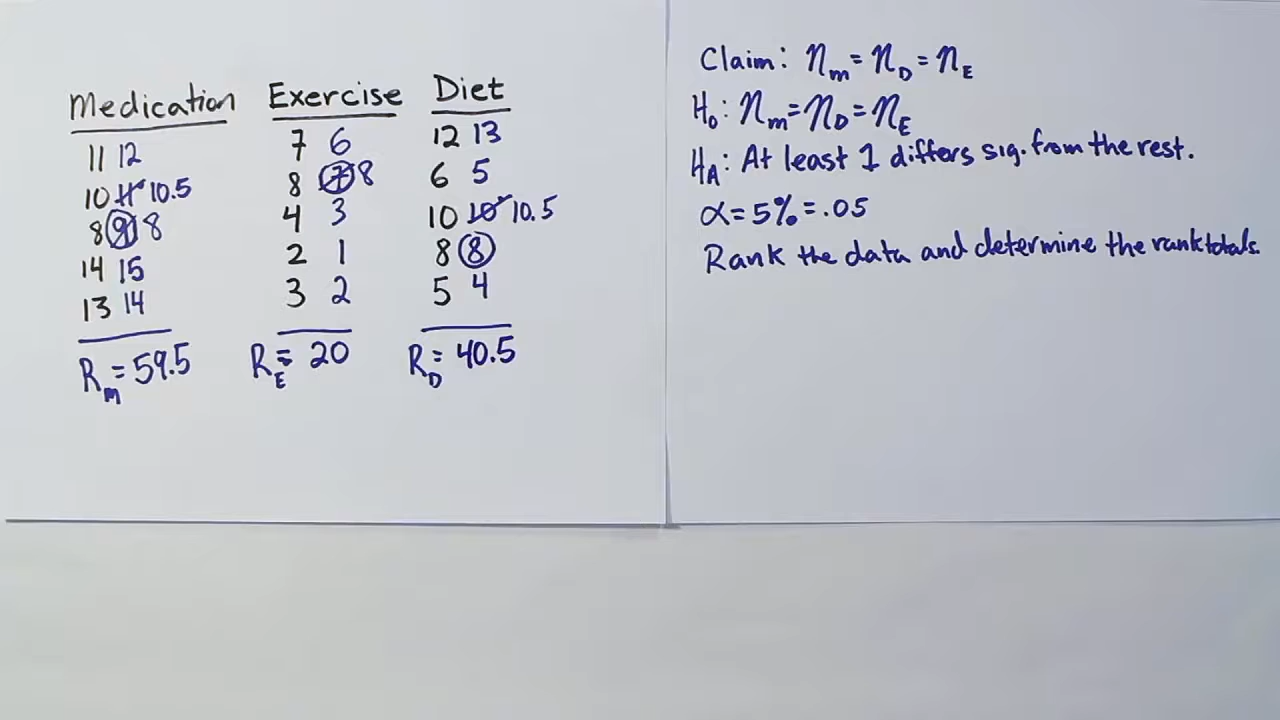 Medication Exercise Diet
11 12 7 6 12 13
10 11 10.5 8 7 8 6 5
8 9 8 4 3 10 10 10.5
14 15 2 1 8 8
13 14 3 2 5 4
Rm = 59.5 RE = 20 RD = 40.5
Claim: ηm = ηD = ηE
H0: ηm = ηD = ηE
HA: At least 1 differs sig. from the rest.
α = 5% = .05
Rank the data and determine the rank totals.